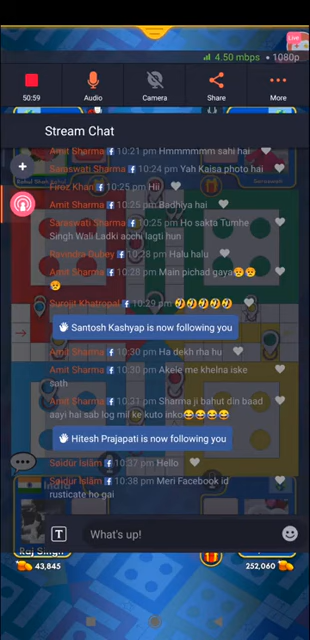 Live
4.50 mbps • 1080p
50:59
Audio
Camera
Share
More
Stream Chat
Amit Sharma 10:21 pm Hmmmmmm sahi hai
Saraswati Sharma 10:24 pm Yah Kaisa photo hai
Firoz Khan 10:25 pm Hii
Amit Sharma 10:25 pm Badhiya hai
Saraswati Sharma 10:25 pm Ho sakta Tumhe
Singh Wali Ladki acchi lagti hun
Ravindra Dubey 10:28 pm Halu halu
Amit Sharma 10:28 pm Main pichad gaya😥😥
😥
Surojit Khatropal 10:29 pm 🤣🤣🤣🤣🤣
👋 Santosh Kashyap is now following you
Amit Sharma 10:30 pm Ha dekh rha hu
Amit Sharma 10:30 pm Akele me khelna iske
sath
Amit Sharma 10:31 pm Sharma ji bahut din baad
aayi hai sab log mil ke kuto inko😂😂😂😂
👋 Hitesh Prajapati is now following you
Saidür Islām 10:37 pm Hello
Saidür Islām 10:38 pm Meri Facebook id
rusticate ho gai
India
T
What's up!
Raj Singh
43,845
252,060